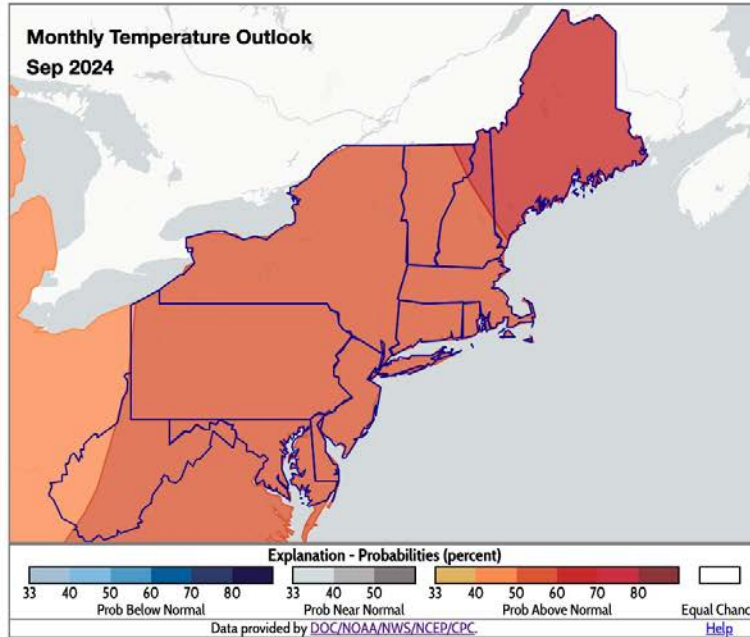 Monthly Temperature Outlook
Sep 2024
Explanation - Probabilities (percent)
33 40 50 60 70 80 33 40 50 33 40 50 60 70 80
Prob Below Normal Prob Near Normal Prob Above Normal Equal Chanc
Data provided by DOC/NOAA/NWS/NCEP/CPC. Help